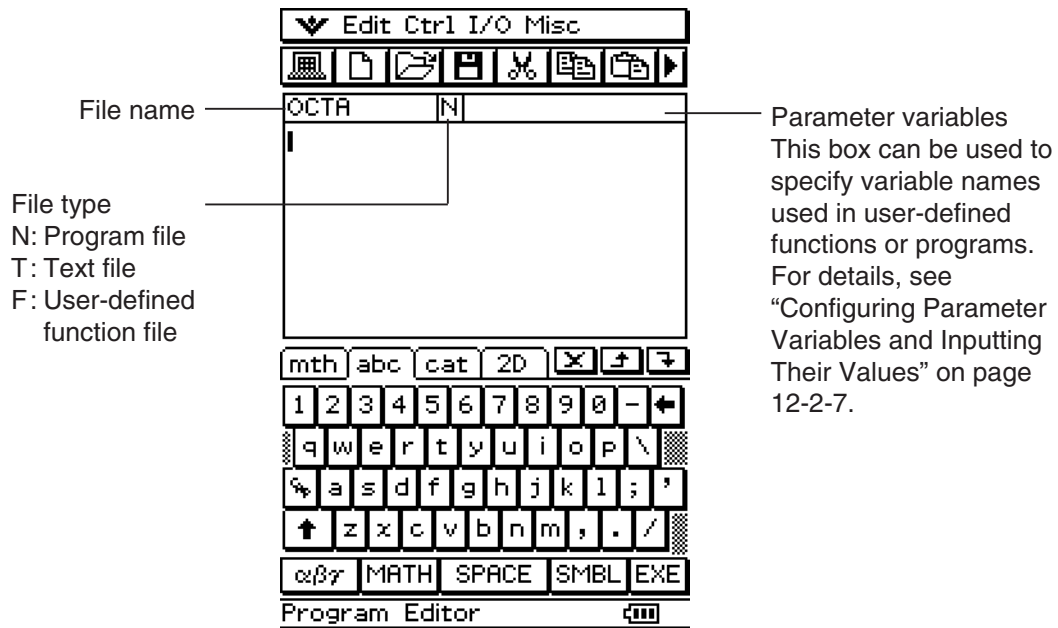 Edit Ctrl I/O Misc
File name
OCTA N
Parameter variables
This box can be used to
specify variable names
used in user-defined
functions or programs.
For details, see
“Configuring Parameter
Variables and Inputting
Their Values” on page
12-2-7.
File type
N: Program file
T: Text file
F: User-defined
function file
mth abc cat 2D
1 2 3 4 5 6 7 8 9 0 -
q w e r t y u i o p \
a s d f g h j k l ; '
z x c v b n m , . /
αβγ MATH SPACE SMBL EXE
Program Editor